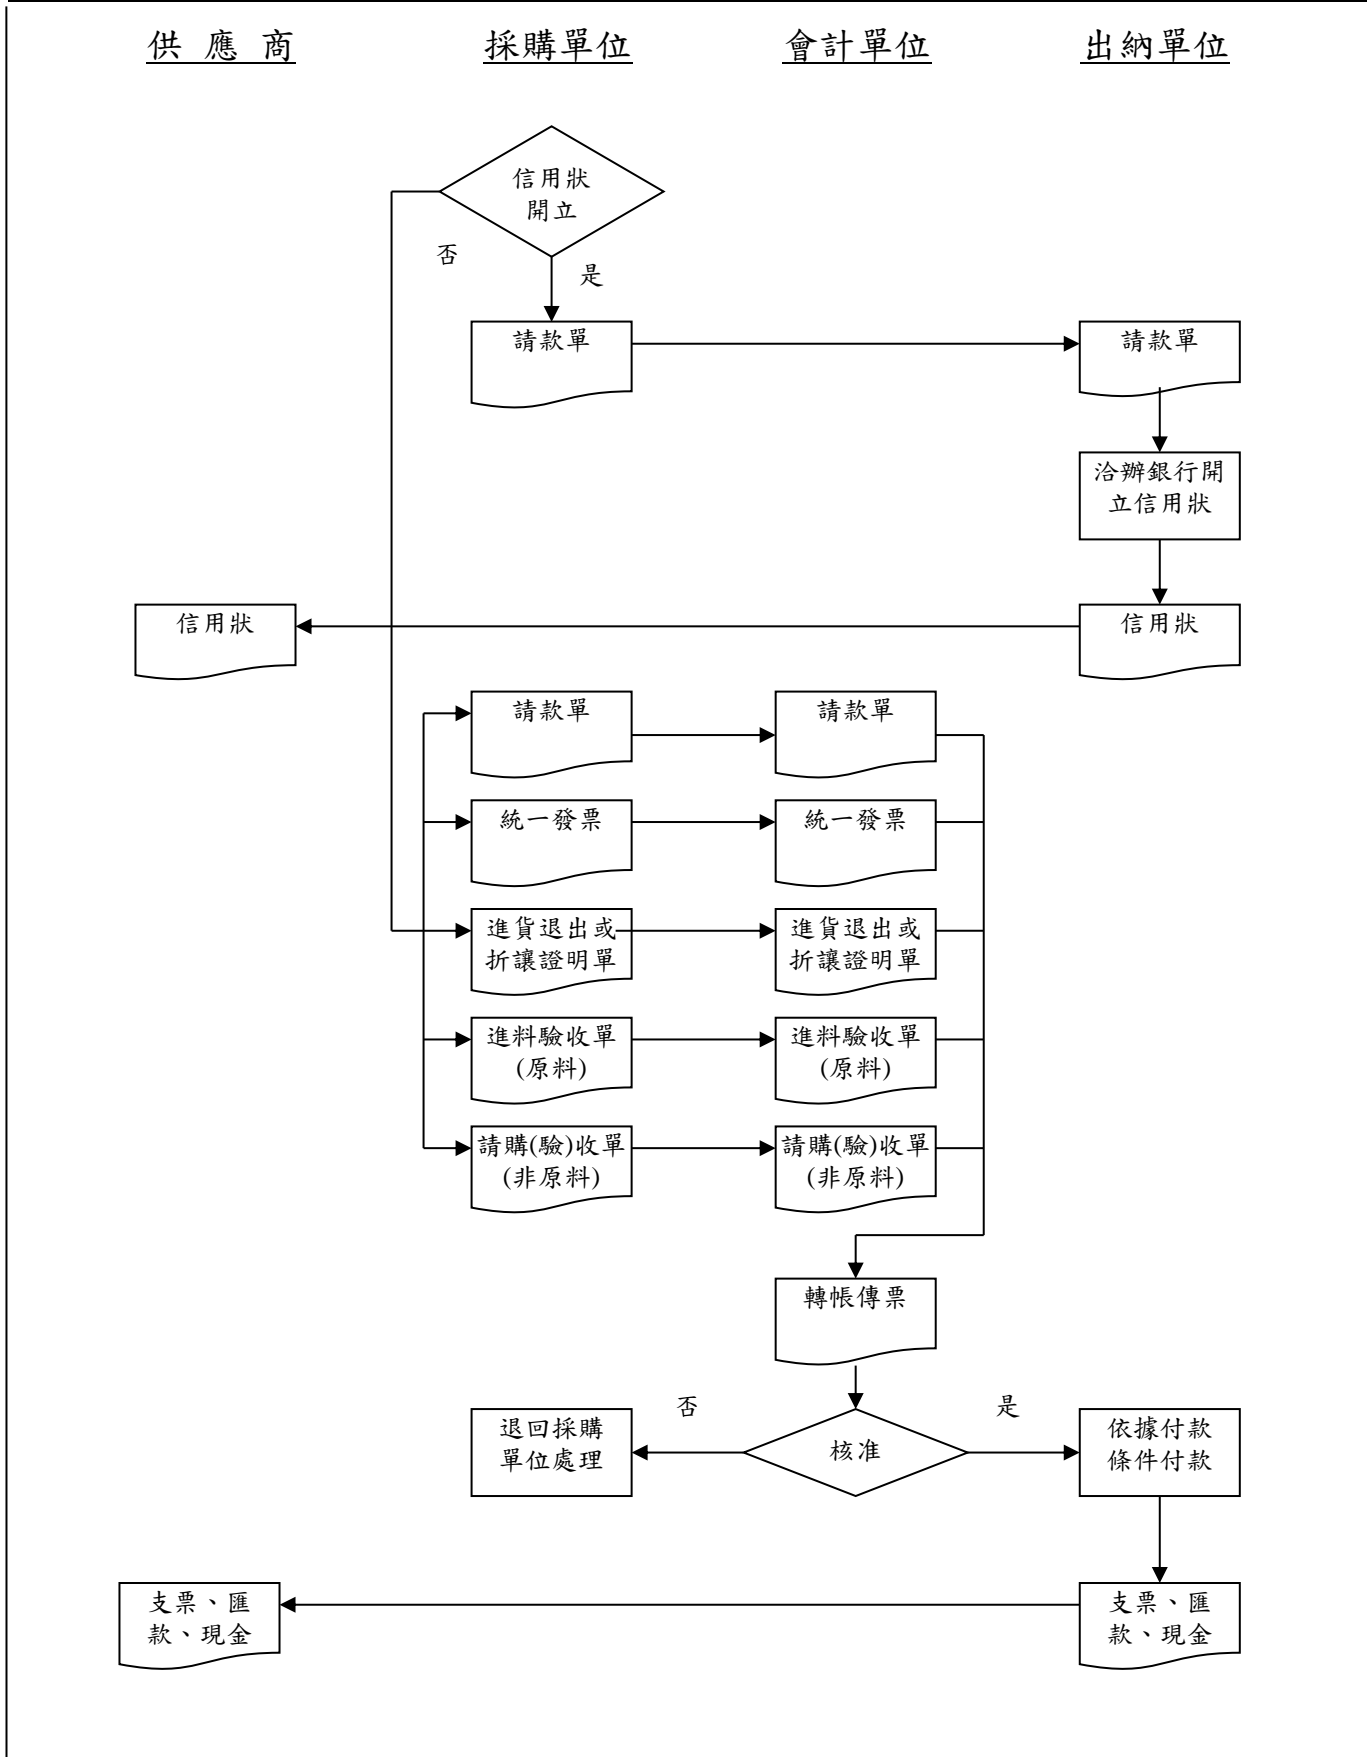 供 應 商
採購單位
會計單位
出納單位
信用狀
開立
否
是
請款單
請款單
洽辦銀行開
立信用狀
信用狀
信用狀
請款單
請款單
統一發票
統一發票
進貨退出或
折讓證明單
進貨退出或
折讓證明單
進料驗收單
(原料)
進料驗收單
(原料)
請購(驗)收單
(非原料)
請購(驗)收單
(非原料)
轉帳傳票
否
是
退回採購
單位處理
核准
依據付款
條件付款
支票、匯
款、現金
支票、匯
款、現金